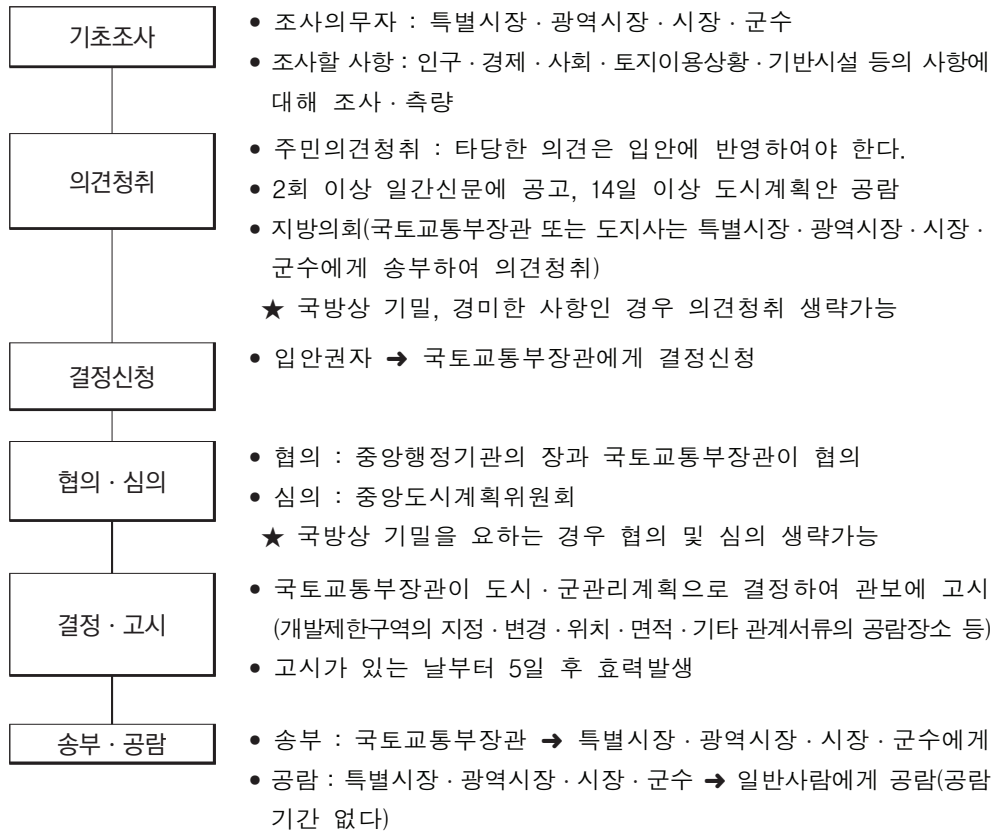 기초조사
• 조사의무자 : 특별시장 · 광역시장 · 시장 · 군수
• 조사할 사항 : 인구 · 경제 · 사회 · 토지이용상황 · 기반시설 등의 사항에
대해 조사 · 측량
의견청취
• 주민의견청취 : 타당한 의견은 입안에 반영하여야 한다.
• 2회 이상 일간신문에 공고, 14일 이상 도시계획안 공람
• 지방의회(국토교통부장관 또는 도지사는 특별시장 · 광역시장 · 시장 ·
군수에게 송부하여 의견청취)
★ 국방상 기밀, 경미한 사항인 경우 의견청취 생략가능
결정신청
• 입안권자 ➜ 국토교통부장관에게 결정신청
협의 · 심의
• 협의 : 중앙행정기관의 장과 국토교통부장관이 협의
• 심의 : 중앙도시계획위원회
★ 국방상 기밀을 요하는 경우 협의 및 심의 생략가능
결정 · 고시
• 국토교통부장관이 도시 · 군관리계획으로 결정하여 관보에 고시
(개발제한구역의 지정 · 변경 · 위치 · 면적 · 기타 관계서류의 공람장소 등)
• 고시가 있는 날부터 5일 후 효력발생
송부 · 공람
• 송부 : 국토교통부장관 ➜ 특별시장 · 광역시장 · 시장 · 군수에게
• 공람 : 특별시장 · 광역시장 · 시장 · 군수 ➜ 일반사람에게 공람(공람
기간 없다)